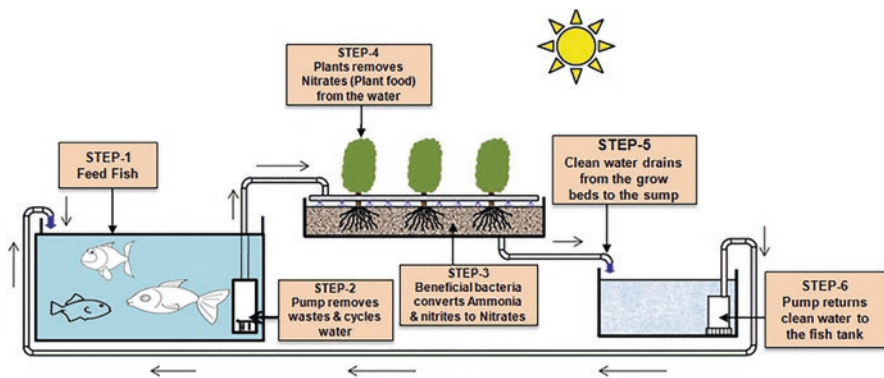 STEP-1
Feed Fish
STEP-2
Pump removes
wastes & cycles
water
STEP-3
Beneficial bacteria
converts Ammonia
& nitrites to Nitrates
STEP-4
Plants removes
Nitrates (Plant food)
from the water
STEP-5
Clean water drains
from the grow
beds to the sump
STEP-6
Pump returns
clean water to
the fish tank